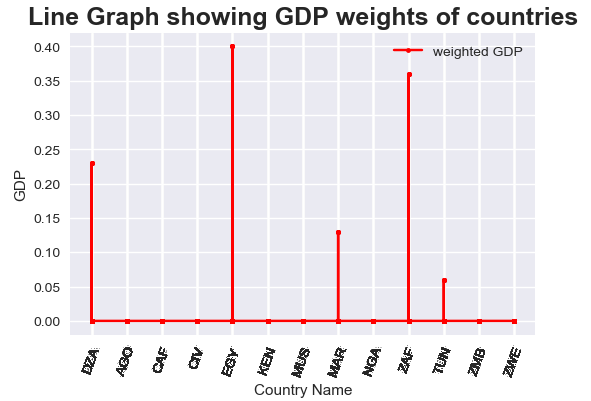 Line Graph showing GDP weights of countries
weighted GDP
0.40
0.35
0.30
0.25
0.20
0.15
0.10
0.05
0.00
GDP
DZA AGO CAF CIV EGY KEN MUS MAR NGA ZAF TUN ZMB ZWE
Country Name